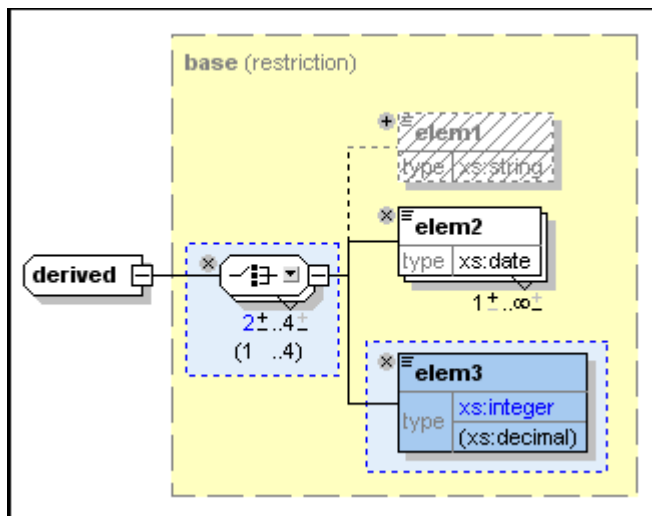 base (restriction)
elem1
type xs:string
elem2
type xs:date
1±..∞±
derived
2±..4±
(1 ..4)
elem3
type xs:integer
(xs:decimal)